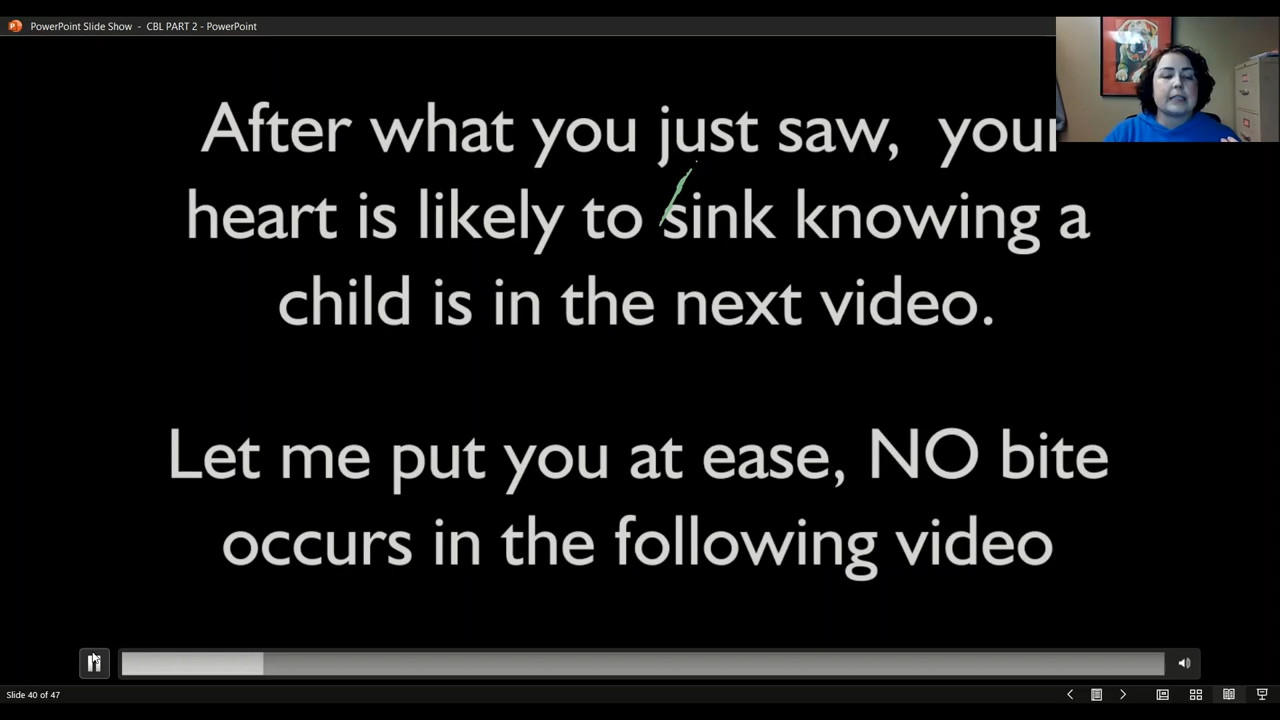 PowerPoint Slide Show - CBL PART 2 - PowerPoint
After what you just saw, your
heart is likely to sink knowing a
child is in the next video.
Let me put you at ease, NO bite
occurs in the following video
Slide 40 of 47